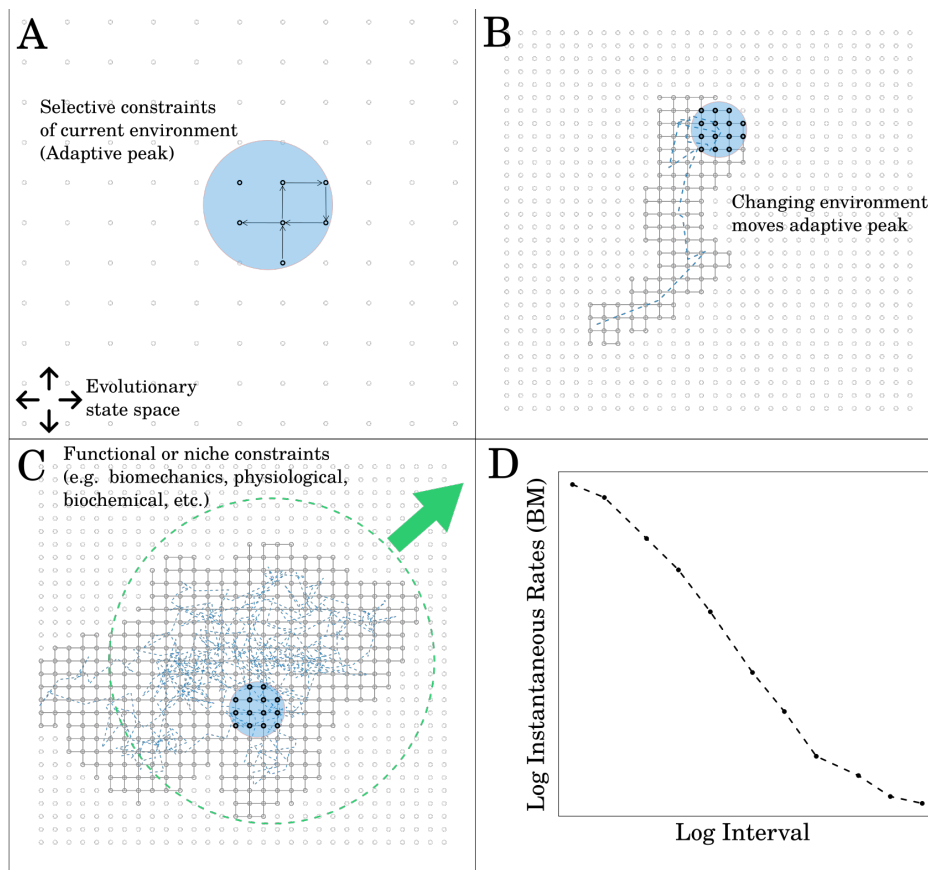 A
Selective constraints
of current environment
(Adaptive peak)
Evolutionary
state space
B
Changing environment
moves adaptive peak
C
Functional or niche constraints
(e.g. biomechanics, physiological,
biochemical, etc.)
D
Log Instantaneous Rates (BM)
Log Interval